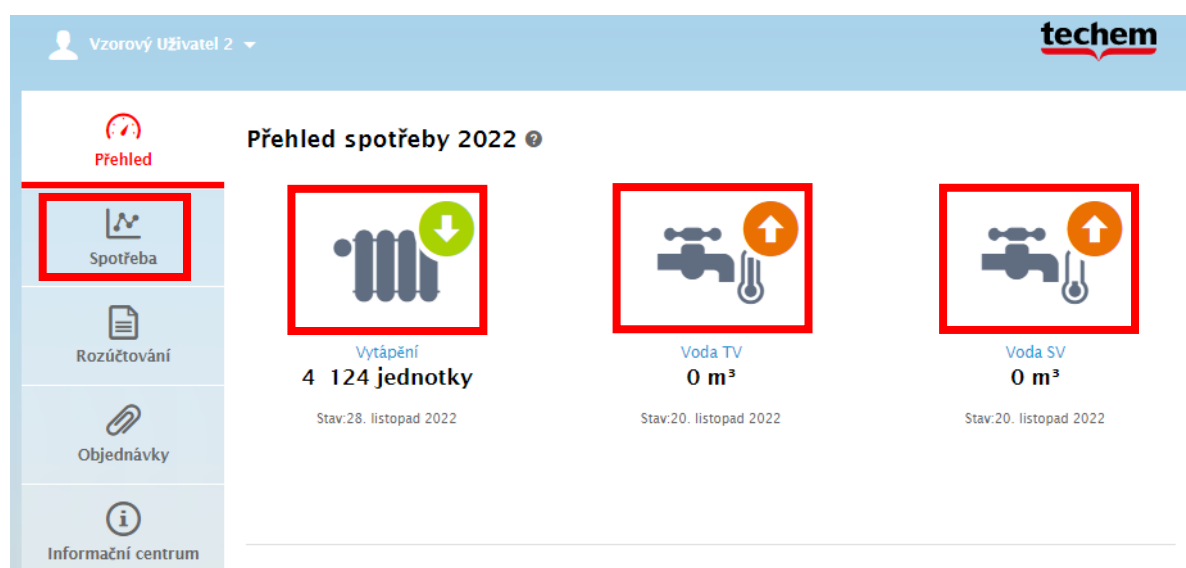 Vzorový Uživatel 2
techem
Přehled
Spotřeba
Rozúčtování
Objednávky
Informační centrum
Přehled spotřeby 2022 ?
Vytápění
4 124 jednotky
Stav:28. listopad 2022
Voda TV
0 m³
Stav:20. listopad 2022
Voda SV
0 m³
Stav:20. listopad 2022